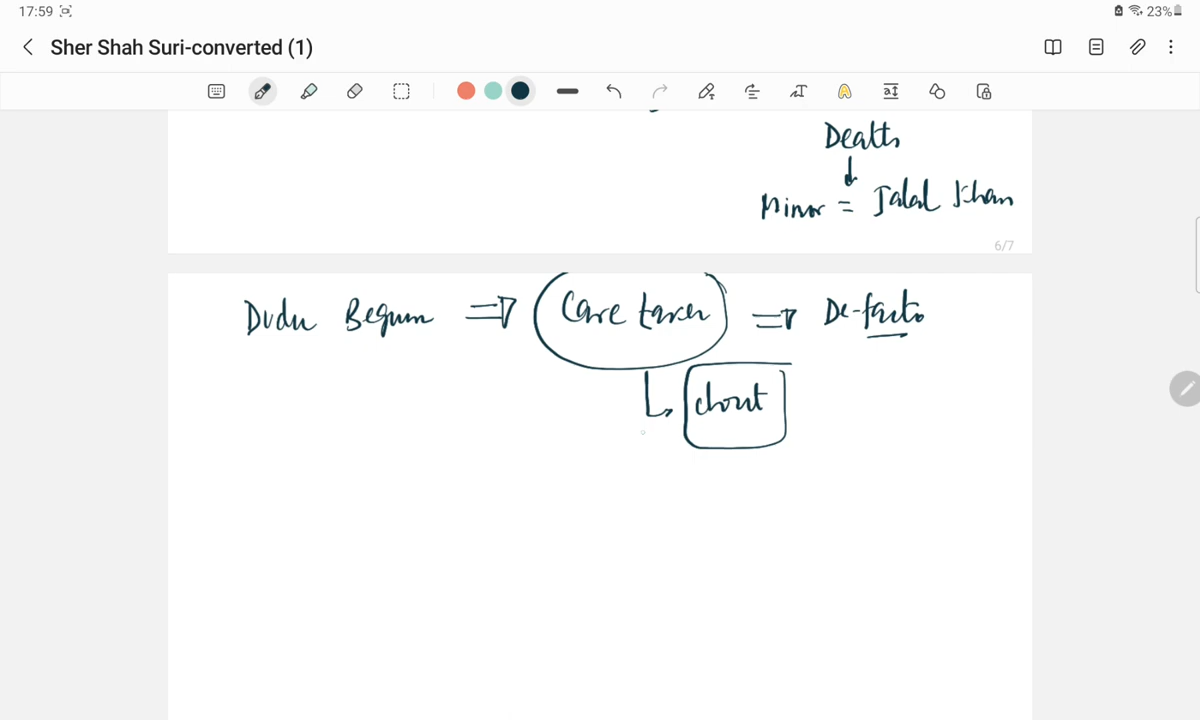 17:59 23%
Sher Shah Suri-converted (1)
Death
Minor = Jalal Khan
6/7
Dudu Begum ⇒ Care taker ⇒ De-facto
clout